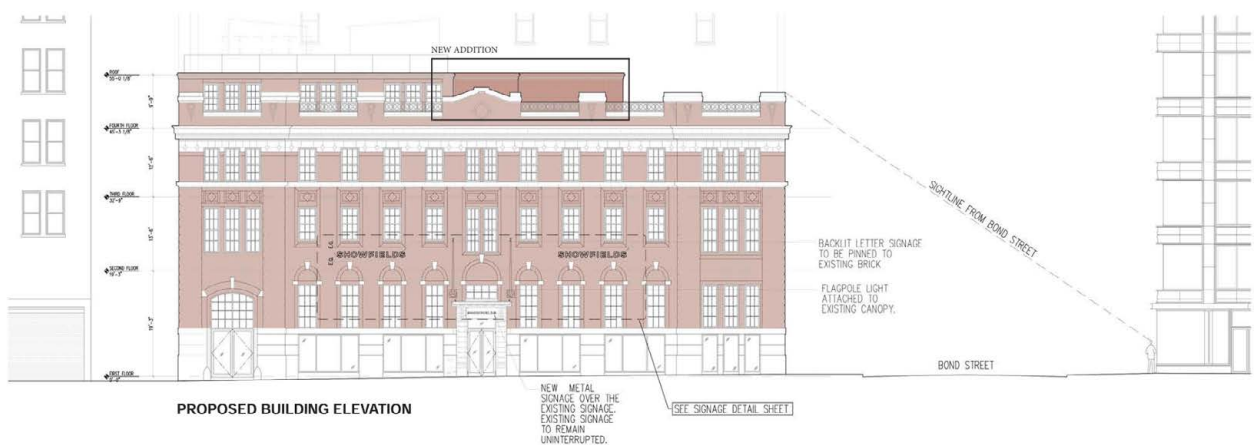 NEW ADDITION
ROOF
FOURTH FLOOR
THIRD FLOOR
SECOND FLOOR
FIRST FLOOR
EQ.
EQ.
SHOWFIELDS
SHOWFIELDS
SIGHTLINE FROM BOND STREET
BACKLIT LETTER SIGNAGE
TO BE PINNED TO
EXISTING BRICK
FLAGPOLE LIGHT
ATTACHED TO
EXISTING CANOPY.
BOND STREET
NEW METAL
SIGNAGE OVER THE
EXISTING SIGNAGE.
EXISTING SIGNAGE
TO REMAIN
UNINTERRUPTED.
SEE SIGNAGE DETAIL SHEET
PROPOSED BUILDING ELEVATION